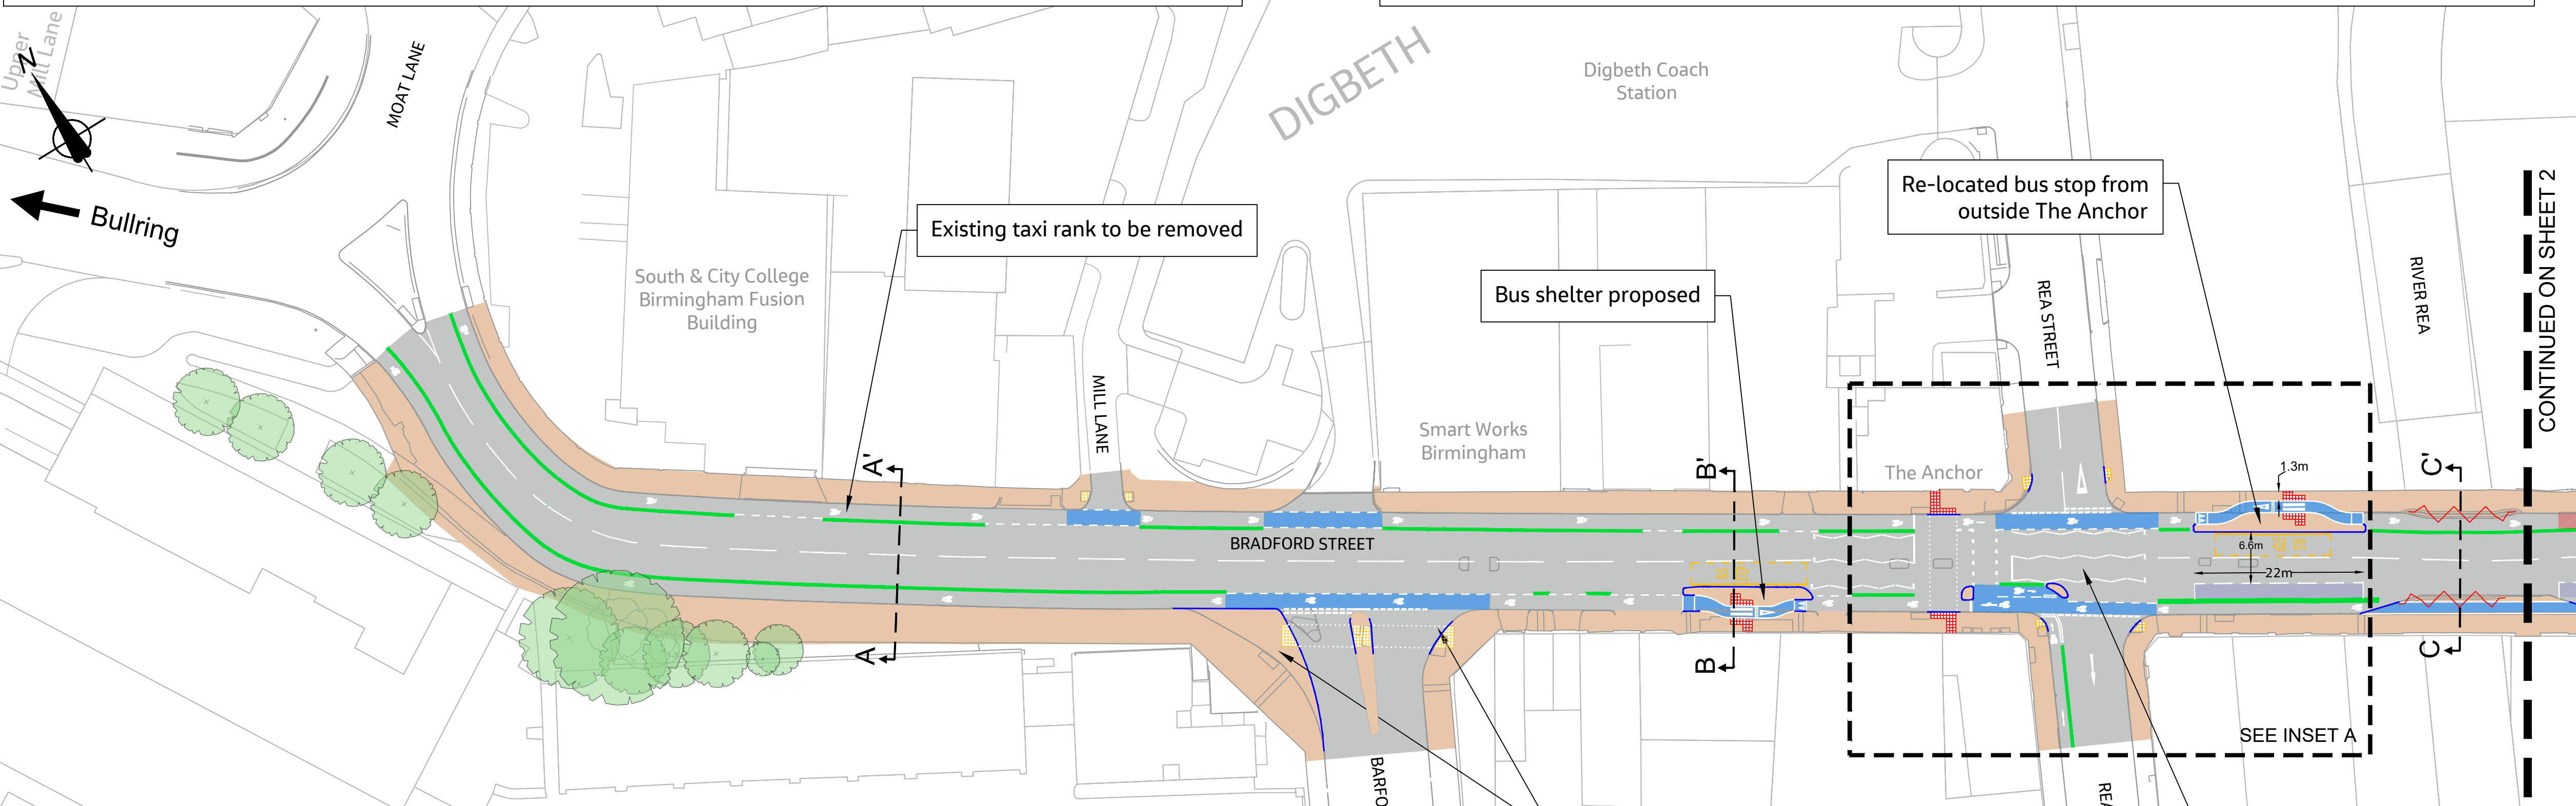 Upper
Mill Lane
N
MOAT LANE
Bullring
DIGBETH
Digbeth Coach
Station
Re-located bus stop from
outside The Anchor
CONTINUED ON SHEET 2
Existing taxi rank to be removed
South & City College
Birmingham Fusion
Building
Bus shelter proposed
REA STREET
RIVER REA
MILL LANE
Smart Works
Birmingham
The Anchor
A'
B'
C'
1.3m
BRADFORD STREET
6.6m
22m
A
B
C
SEE INSET A
BARFO
REA